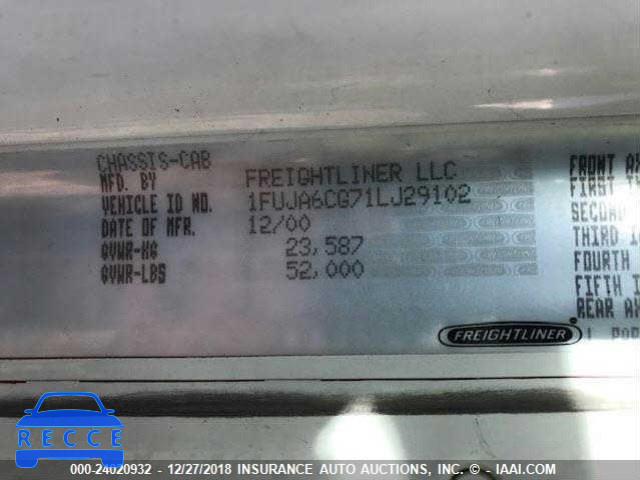 CHASSIS-CAB
MFD. BY FREIGHTLINER LLC
VEHICLE ID NO. 1FUJA6CG71LJ29102
DATE OF MFR. 12/00
GVWR-KG 23,587
GVWR-LBS 52,000
FRONT
FIRST
SECOND
THIRD
FOURTH
FIFTH
REAR
FREIGHTLINER
RECCE
000-24020932 - 12/27/2018 INSURANCE AUTO AUCTIONS, INC. © - IAAI.COM